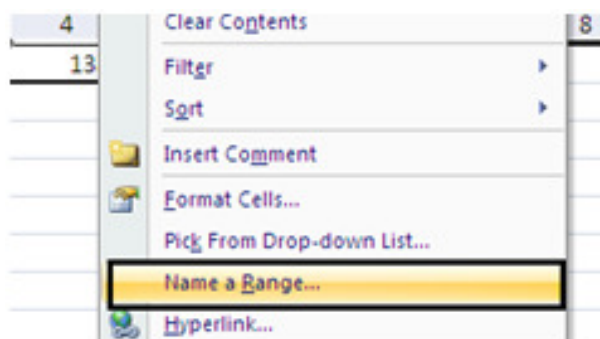 4 Clear Contents 8
13 Filter
Sort
Insert Comment
Format Cells...
Pick From Drop-down List...
Name a Range...
Hyperlink...